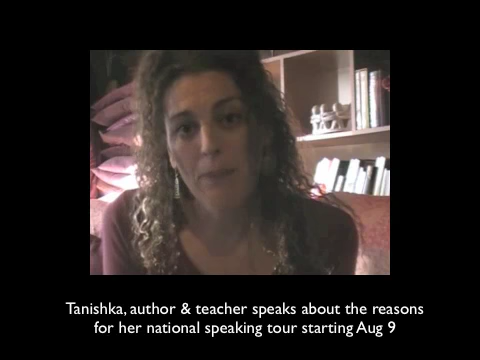 Tanishka, author & teacher speaks about the reasons
for her national speaking tour starting Aug 9